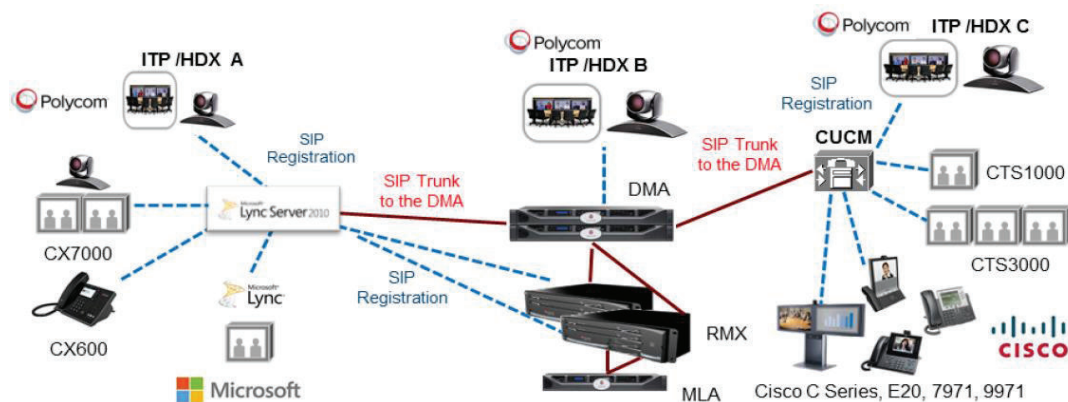 Polycom
ITP /HDX A
Polycom
ITP /HDX B
Polycom
ITP /HDX C
SIP
Registration
SIP
Registration
CUCM
SIP Trunk
to the DMA
SIP Trunk
to the DMA
DMA
CTS1000
Microsoft
Lync Server 2010
CX7000
CTS3000
SIP
Registration
Microsoft
Lync
RMX
CX600
CISCO
MLA
Microsoft
Cisco C Series, E20, 7971, 9971